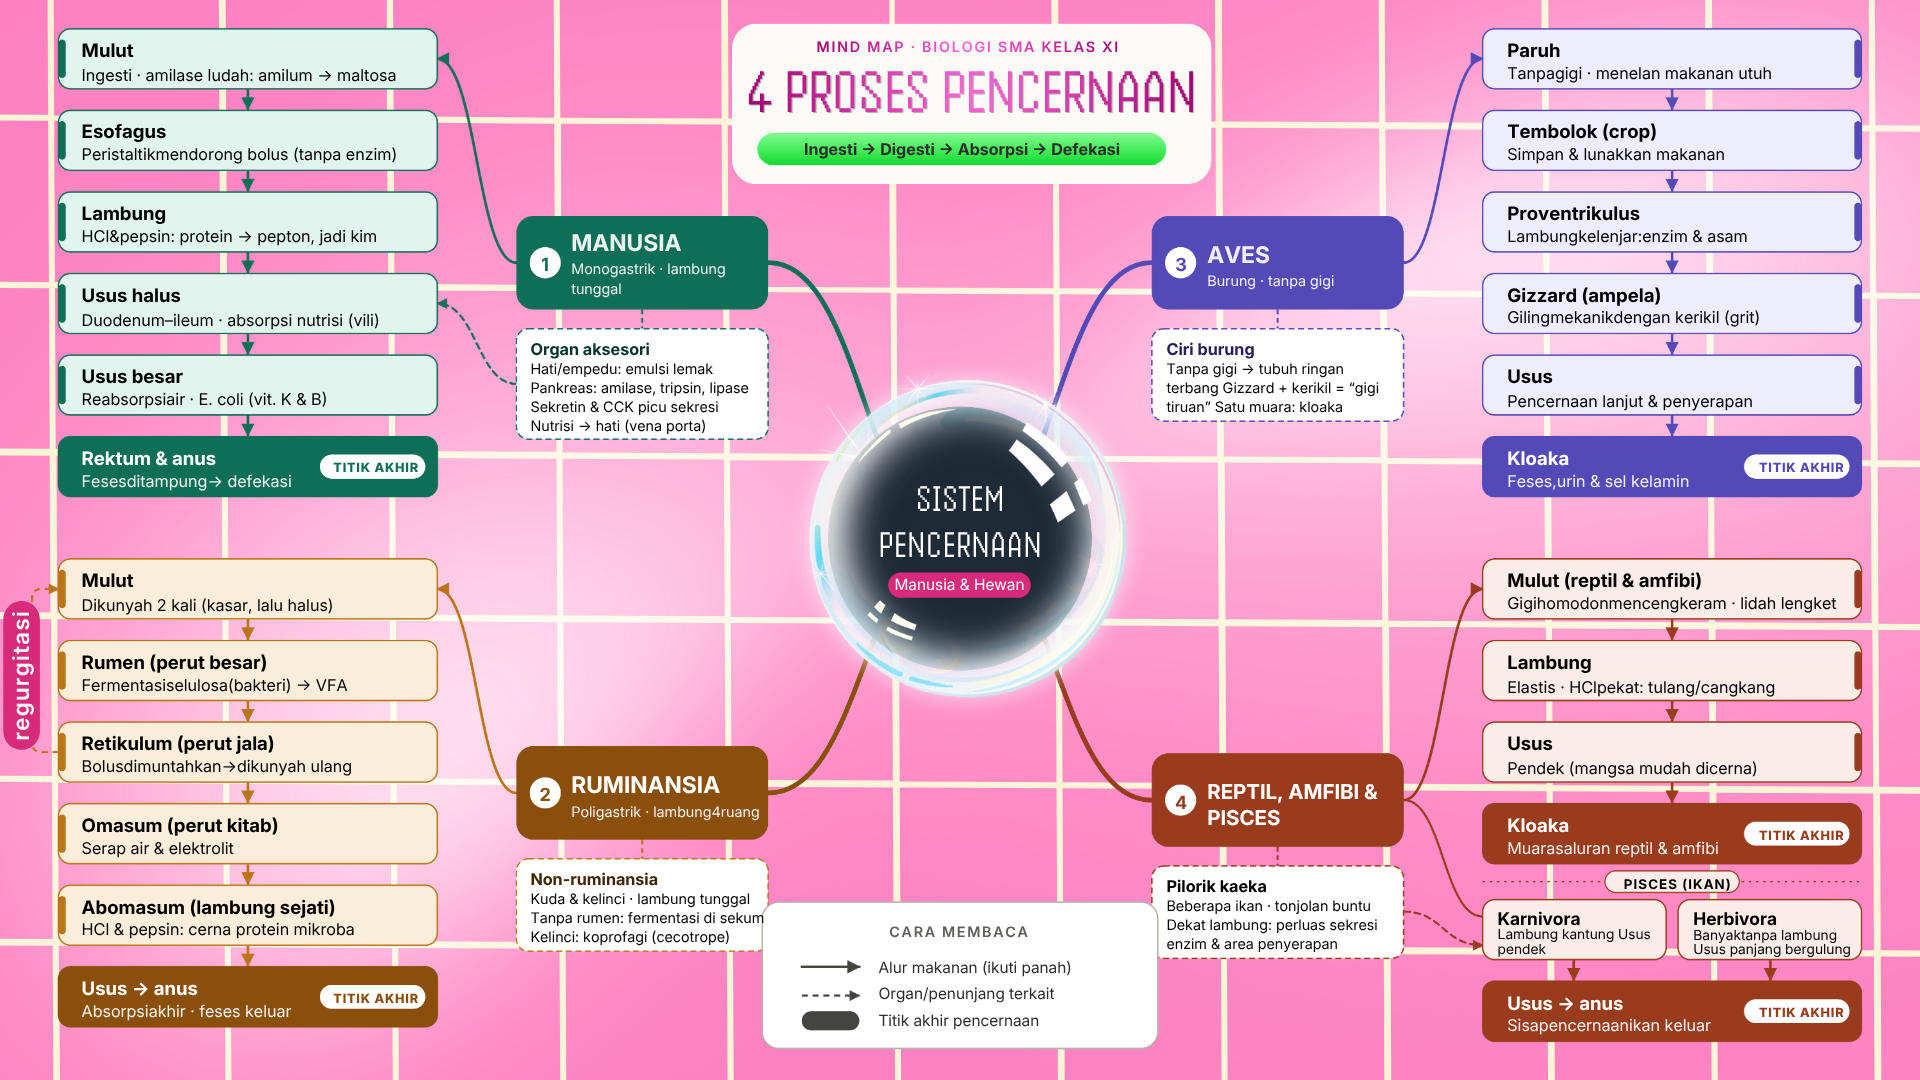 MIND MAP · BIOLOGI SMA KELAS XI
4 PROSES PENCERNAAN
Ingesti → Digesti → Absorpsi → Defekasi
SISTEM
PENCERNAAN
Manusia & Hewan
1
MANUSIA
Monogastrik · lambung
tunggal
Mulut
Ingesti · amilase ludah: amilum → maltosa
Esofagus
Peristaltikmendorong bolus (tanpa enzim)
Lambung
HCl&pepsin: protein → pepton, jadi kim
Usus halus
Duodenum–ileum · absorpsi nutrisi (vili)
Usus besar
Reabsorpsiair · E. coli (vit. K & B)
Rektum & anus
Fesesditampung→ defekasi
TITIK AKHIR
Organ aksesori
Hati/empedu: emulsi lemak
Pankreas: amilase, tripsin, lipase
Sekretin & CCK picu sekresi
Nutrisi → hati (vena porta)
2
RUMINANSIA
Poligastrik · lambung4ruang
Mulut
Dikunyah 2 kali (kasar, lalu halus)
Rumen (perut besar)
Fermentasiselulosa(bakteri) → VFA
Retikulum (perut jala)
Bolusdimuntahkan→dikunyah ulang
regurgitasi
Omasum (perut kitab)
Serap air & elektrolit
Abomasum (lambung sejati)
HCl & pepsin: cerna protein mikroba
Usus → anus
Absorpsiakhir · feses keluar
TITIK AKHIR
Non-ruminansia
Kuda & kelinci · lambung tunggal
Tanpa rumen: fermentasi di sekum
Kelinci: koprofagi (cecotrope)
3
AVES
Burung · tanpa gigi
Paruh
Tanpagigi · menelan makanan utuh
Tembolok (crop)
Simpan & lunakkan makanan
Proventrikulus
Lambungkelenjar:enzim & asam
Gizzard (ampela)
Gilingmekanikdengan kerikil (grit)
Usus
Pencernaan lanjut & penyerapan
Kloaka
Feses,urin & sel kelamin
TITIK AKHIR
Ciri burung
Tanpa gigi → tubuh ringan
terbang Gizzard + kerikil = “gigi
tiruan” Satu muara: kloaka
4
REPTIL, AMFIBI &
PISCES
Mulut (reptil & amfibi)
Gigihomodonmencengkeram · lidah lengket
Lambung
Elastis · HClpekat: tulang/cangkang
Usus
Pendek (mangsa mudah dicerna)
Kloaka
Muarasaluran reptil & amfibi
TITIK AKHIR
PISCES (IKAN)
Karnivora
Lambung kantung Usus
pendek
Herbivora
Banyaktanpa lambung
Usus panjang bergulung
Usus → anus
Sisapencernaanikan keluar
TITIK AKHIR
Pilorik kaeka
Beberapa ikan · tonjolan buntu
Dekat lambung: perluas sekresi
enzim & area penyerapan
CARA MEMBACA
Alur makanan (ikuti panah)
Organ/penunjang terkait
Titik akhir pencernaan